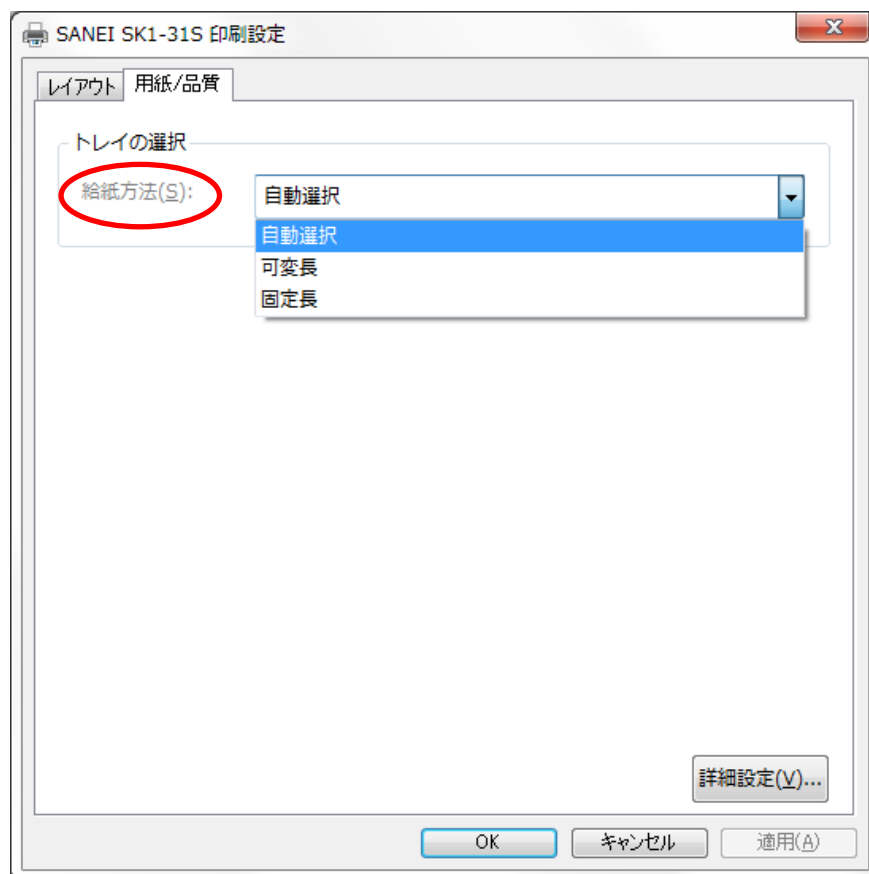 SANEI SK1-31S 印刷設定
レイアウト 用紙/品質
トレイの選択
給紙方法(S): 自動選択
自動選択
可変長
固定長
詳細設定(V)...
OK キャンセル 適用(A)